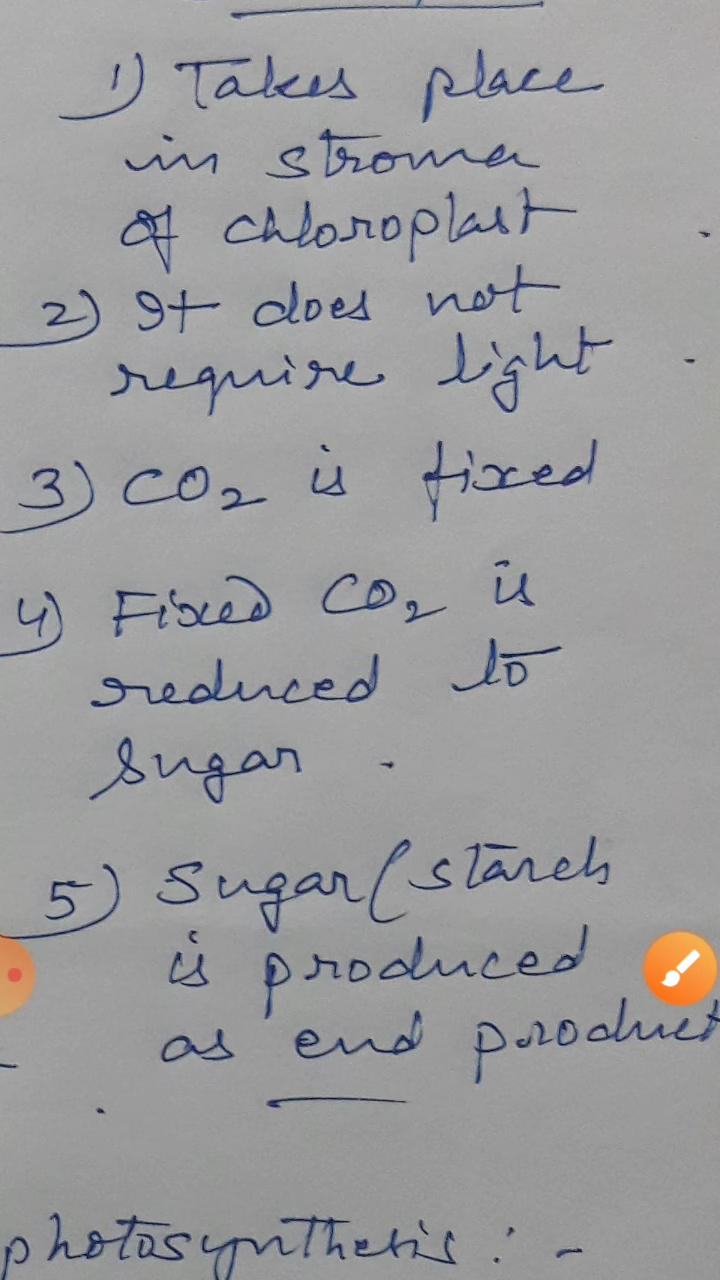 1) Takes place
in stroma
of chloroplast .
2) It does not
require light .
3) CO2 is fixed
4) Fixed CO2 is
reduced to
sugar .
5) Sugar (starch
is produced
as end product
photosynthesis : -